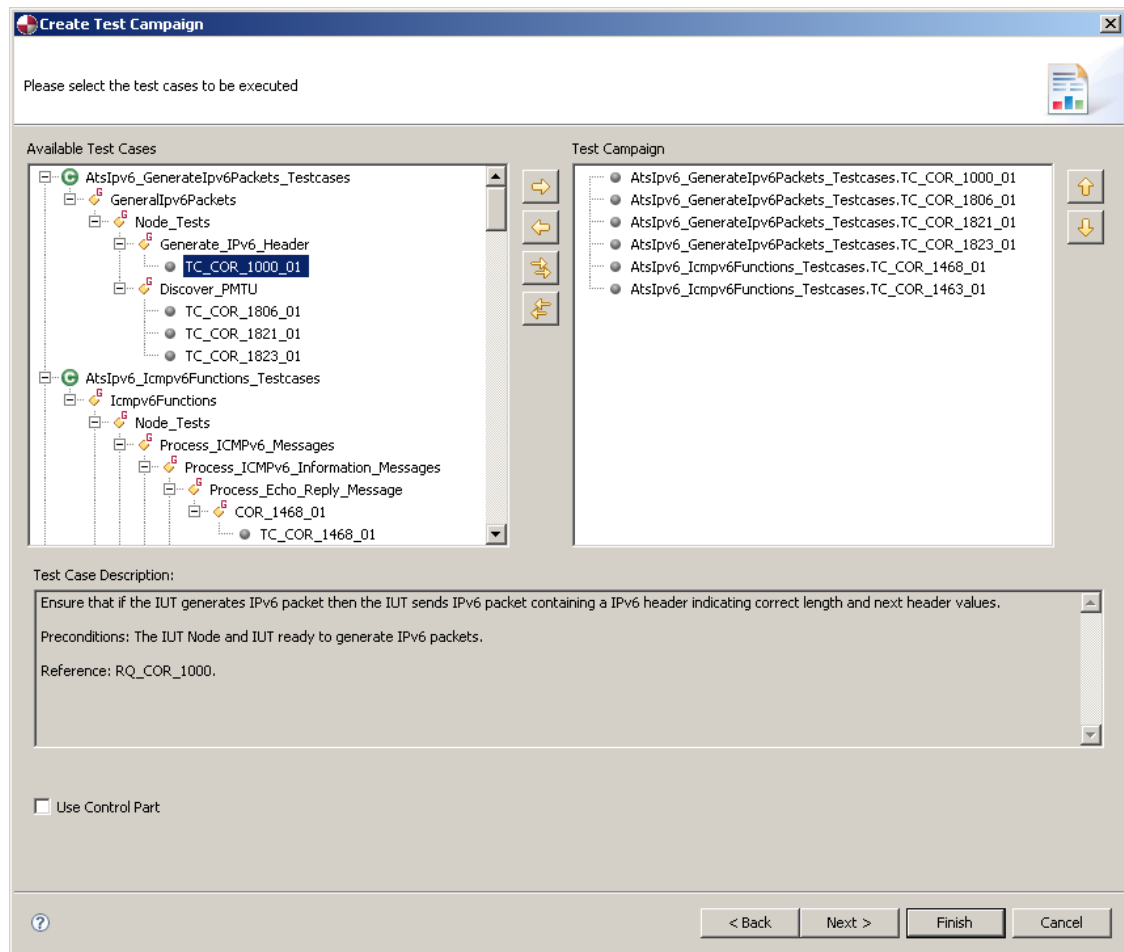 Create Test Campaign
Please select the test cases to be executed
Available Test Cases
AtsIpv6_GenerateIpv6Packets_Testcases
GeneralIpv6Packets
Node_Tests
Generate_IPv6_Header
TC_COR_1000_01
Discover_PMTU
TC_COR_1806_01
TC_COR_1821_01
TC_COR_1823_01
AtsIpv6_Icmpv6Functions_Testcases
Icmpv6Functions
Node_Tests
Process_ICMPv6_Messages
Process_ICMPv6_Information_Messages
Process_Echo_Reply_Message
COR_1468_01
TC_COR_1468_01
Test Campaign
AtsIpv6_GenerateIpv6Packets_Testcases.TC_COR_1000_01
AtsIpv6_GenerateIpv6Packets_Testcases.TC_COR_1806_01
AtsIpv6_GenerateIpv6Packets_Testcases.TC_COR_1821_01
AtsIpv6_GenerateIpv6Packets_Testcases.TC_COR_1823_01
AtsIpv6_Icmpv6Functions_Testcases.TC_COR_1468_01
AtsIpv6_Icmpv6Functions_Testcases.TC_COR_1463_01
Test Case Description:
Ensure that if the IUT generates IPv6 packet then the IUT sends IPv6 packet containing a IPv6 header indicating correct length and next header values.
Preconditions: The IUT Node and IUT ready to generate IPv6 packets.
Reference: RQ_COR_1000.
Use Control Part
< Back
Next >
Finish
Cancel